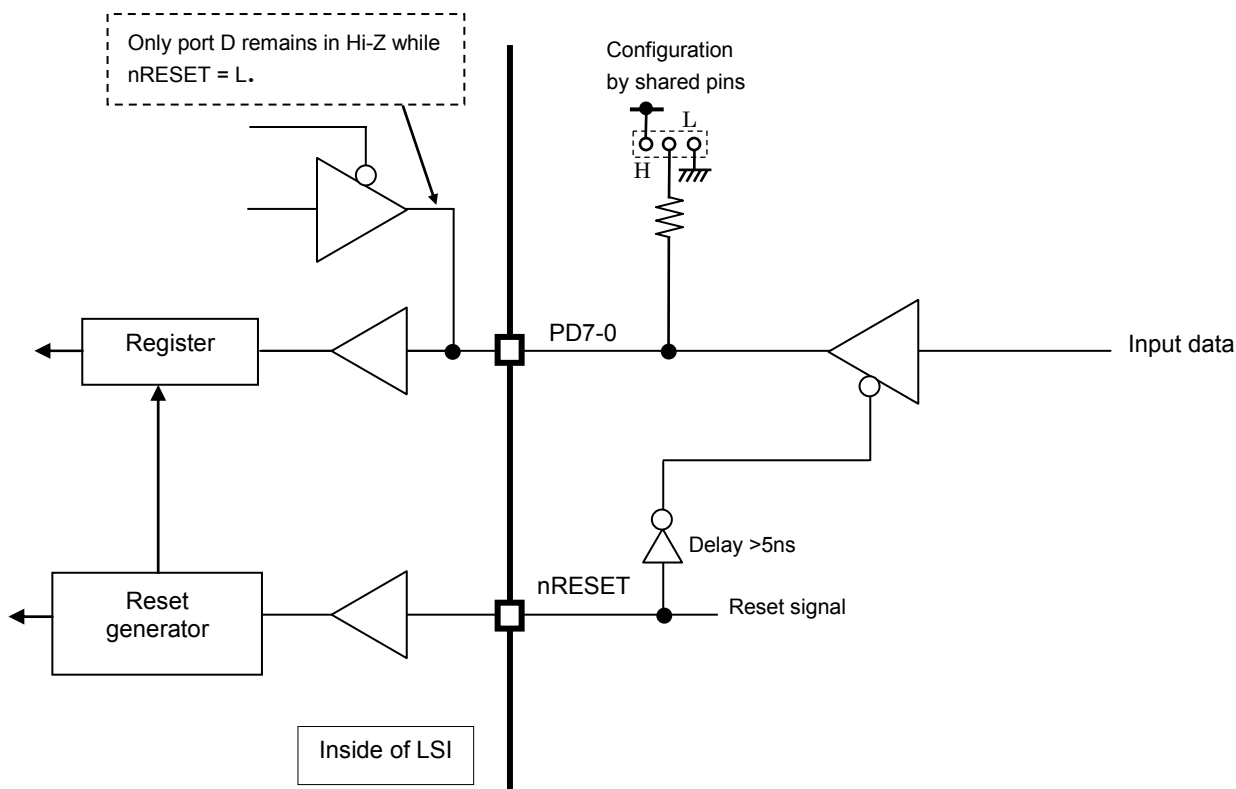 Only port D remains in Hi-Z while
nRESET = L.
Configuration
by shared pins
L
H
Register
PD7-0
Input data
Delay >5ns
nRESET
Reset signal
Reset
generator
Inside of LSI